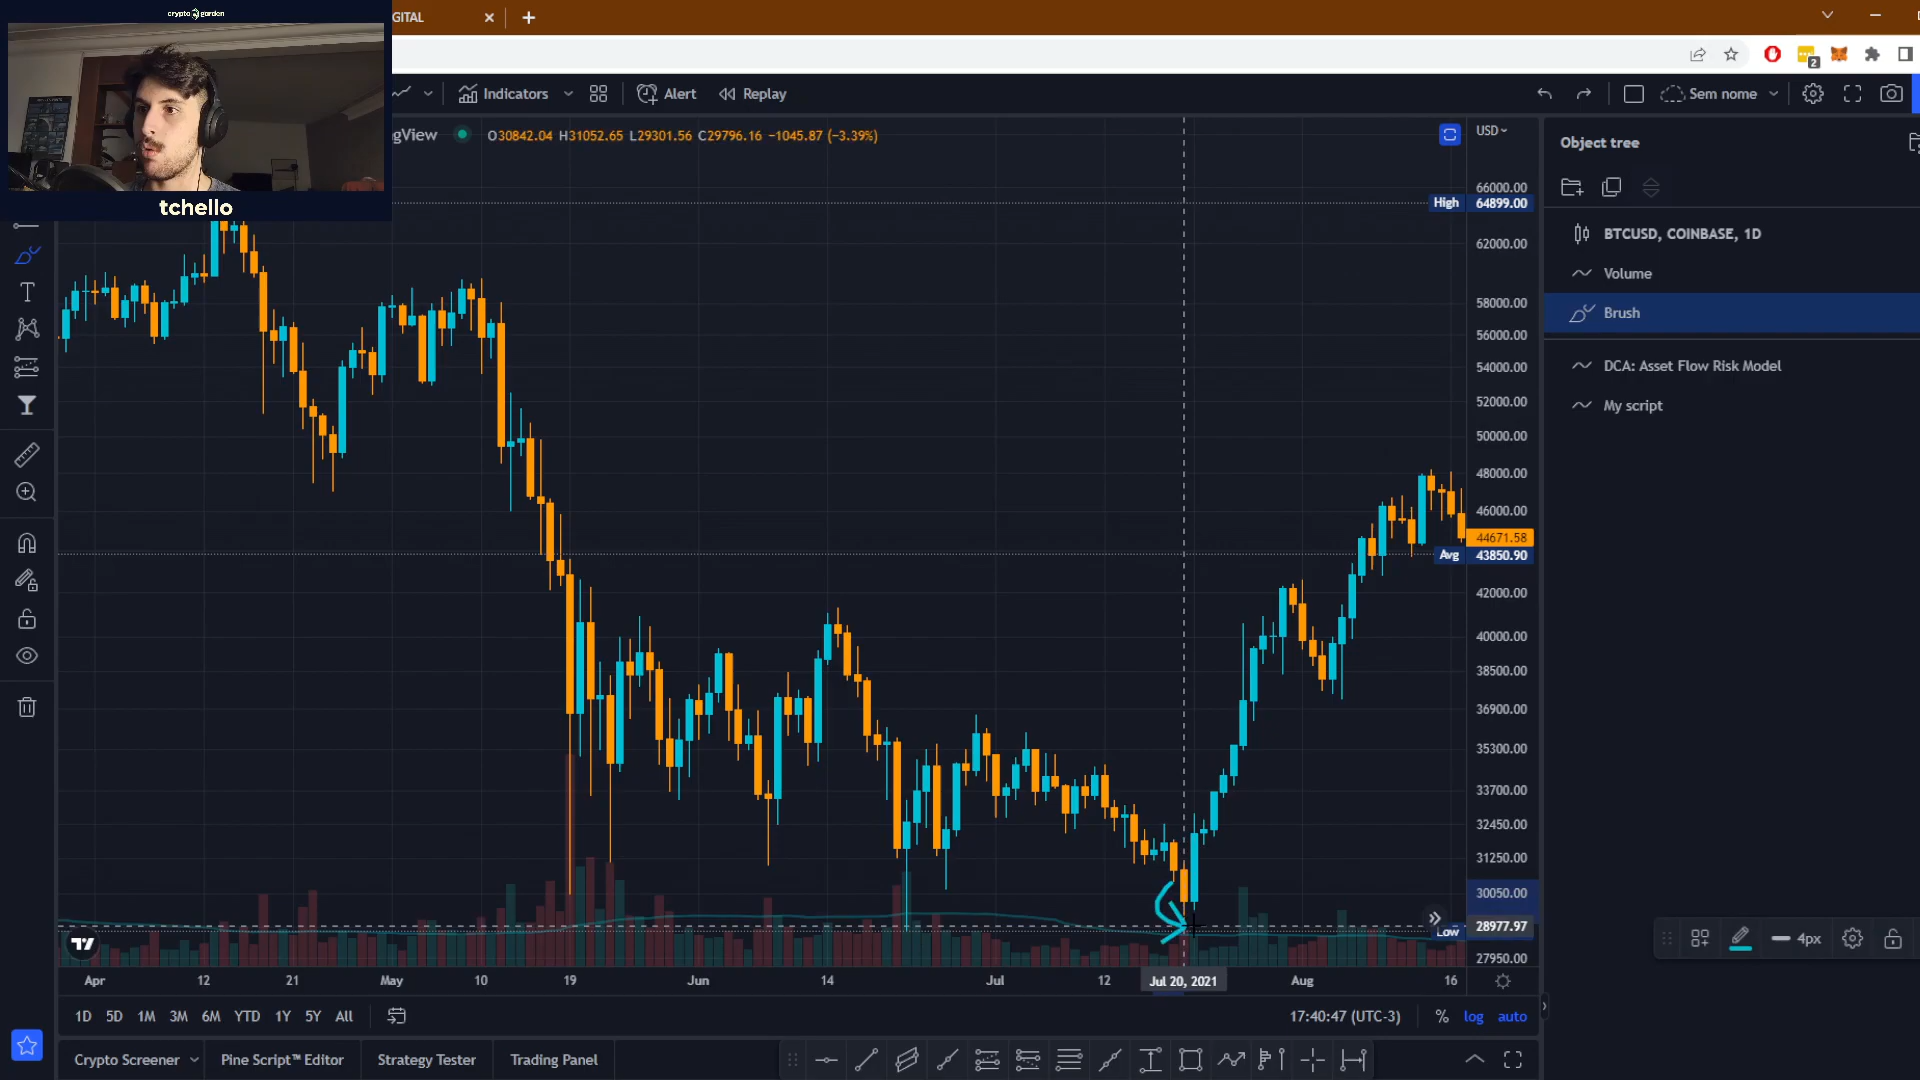 crypto garden
GITAL
2
tchello
Indicators
Alert
Replay
Sem nome
gView
O30842.04 H31052.65 L29301.56 C29796.16 −1045.87 (−3.39%)
USD
66000.00
High 64899.00
62000.00
58000.00
56000.00
54000.00
52000.00
50000.00
48000.00
46000.00
44671.58
Avg 43850.90
42000.00
40000.00
38500.00
36900.00
35300.00
33700.00
32450.00
31250.00
30050.00
28977.97
Low
27950.00
Object tree
BTCUSD, COINBASE, 1D
Volume
Brush
DCA: Asset Flow Risk Model
My script
4px
Apr 12 21 May 10 19 Jun 14 Jul 12 Jul 20, 2021 Aug 16
1D 5D 1M 3M 6M YTD 1Y 5Y All
17:40:47 (UTC-3) % log auto
Crypto Screener Pine Script™ Editor Strategy Tester Trading Panel